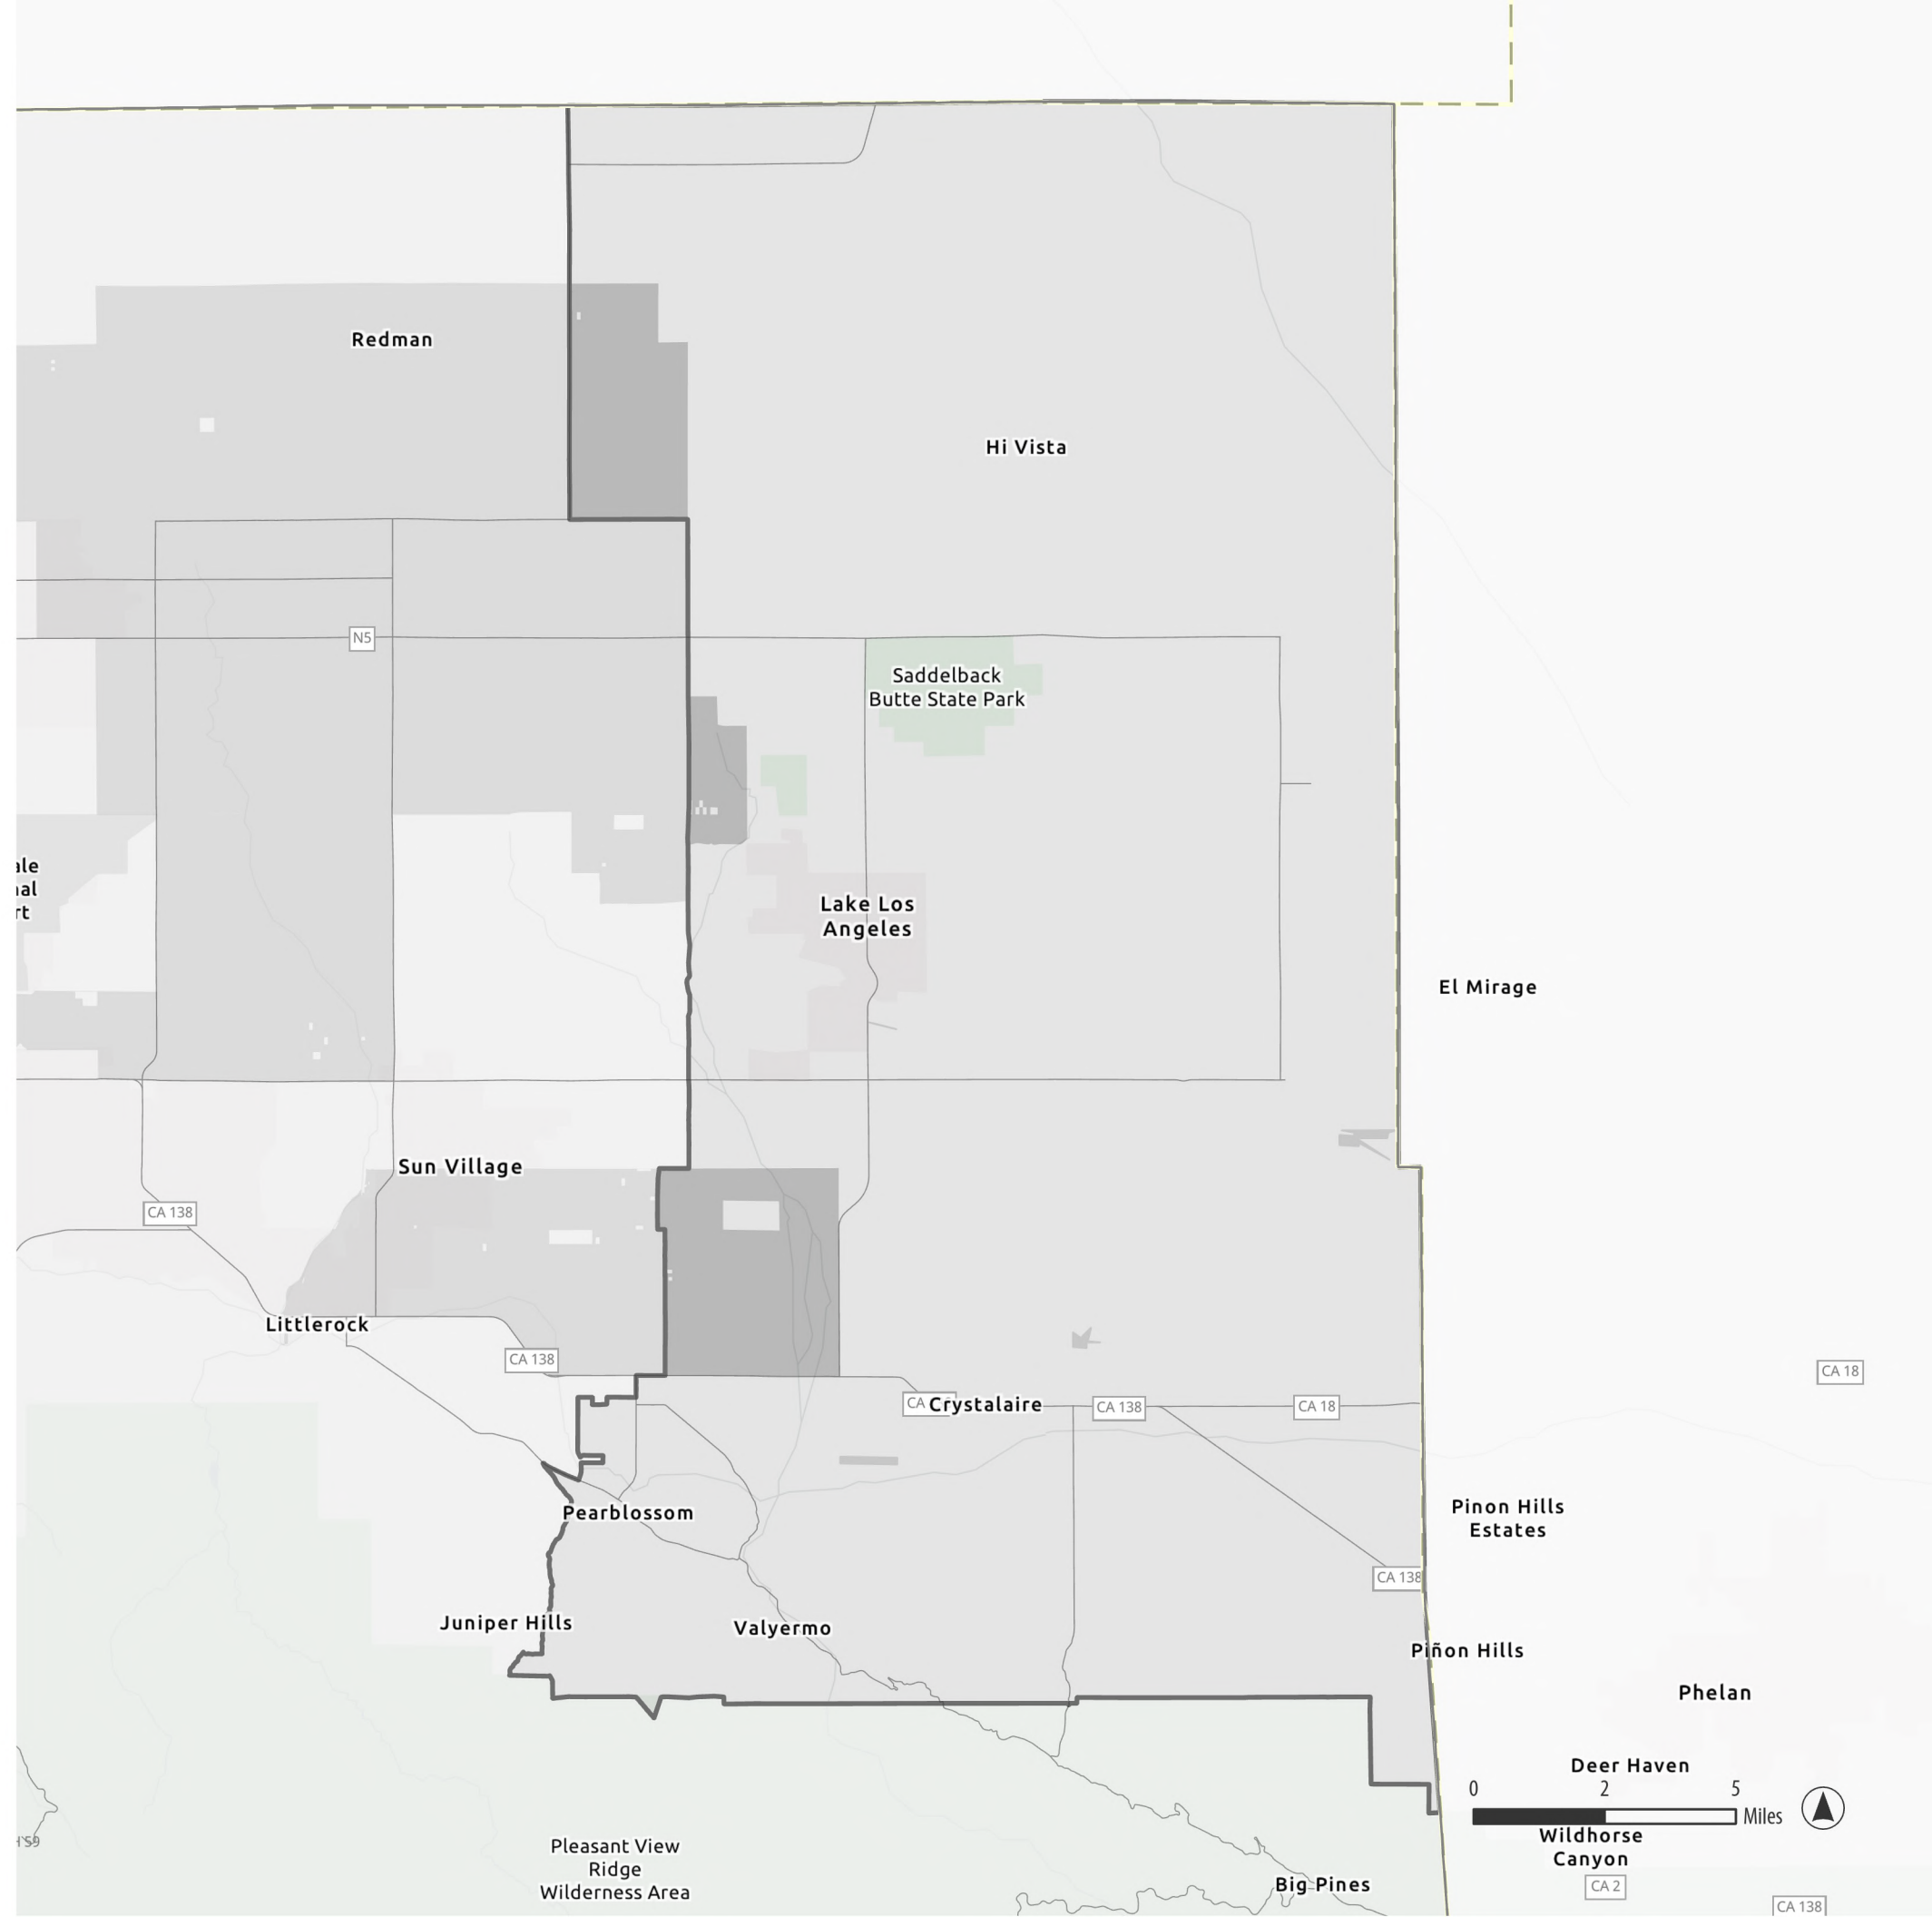 Redman
Hi Vista
N5
Saddelback
Butte State Park
ale
nal
rt
Lake Los
Angeles
El Mirage
Sun Village
CA 138
Littlerock
CA 138
CA 18
CA
Crystalaire
CA 138
CA 18
Pearblossom
Pinon Hills
Estates
CA 138
Juniper Hills
Valyermo
Piñon Hills
Phelan
Deer Haven
0 2 5
Miles
Wildhorse
Canyon
Pleasant View
Ridge
Wilderness Area
Big Pines
CA 2
CA 138